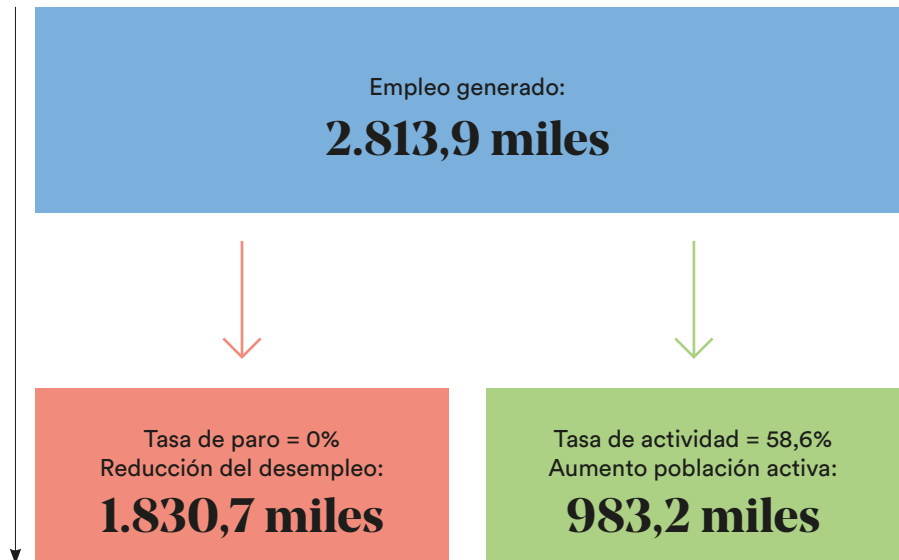 Empleo generado:
2.813,9 miles
Tasa de paro = 0%
Reducción del desempleo:
1.830,7 miles
Tasa de actividad = 58,6%
Aumento población activa:
983,2 miles